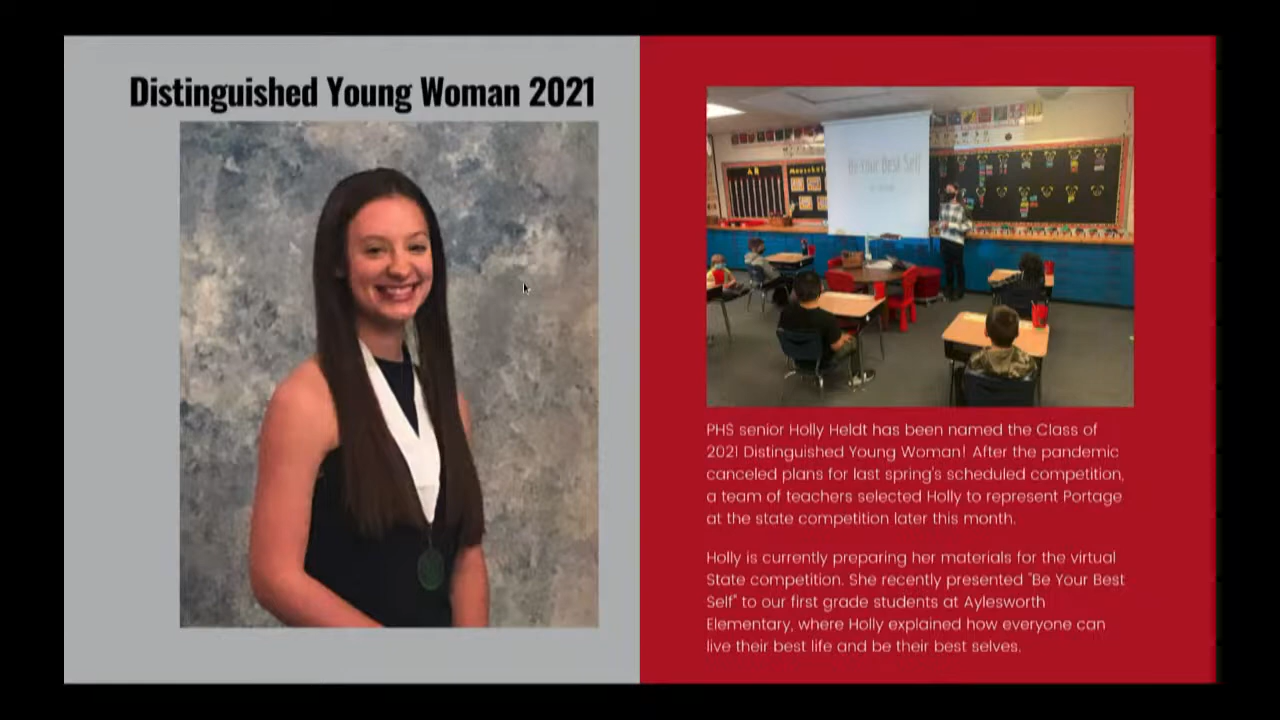 Distinguished Young Woman 2021
Be Your Best Self
PHS senior Holly Heldt has been named the Class of
2021 Distinguished Young Woman! After the pandemic
canceled plans for last spring's scheduled competition,
a team of teachers selected Holly to represent Portage
at the state competition later this month.
Holly is currently preparing her materials for the virtual
State competition. She recently presented "Be Your Best
Self" to our first grade students at Aylesworth
Elementary, where Holly explained how everyone can
live their best life and be their best selves.